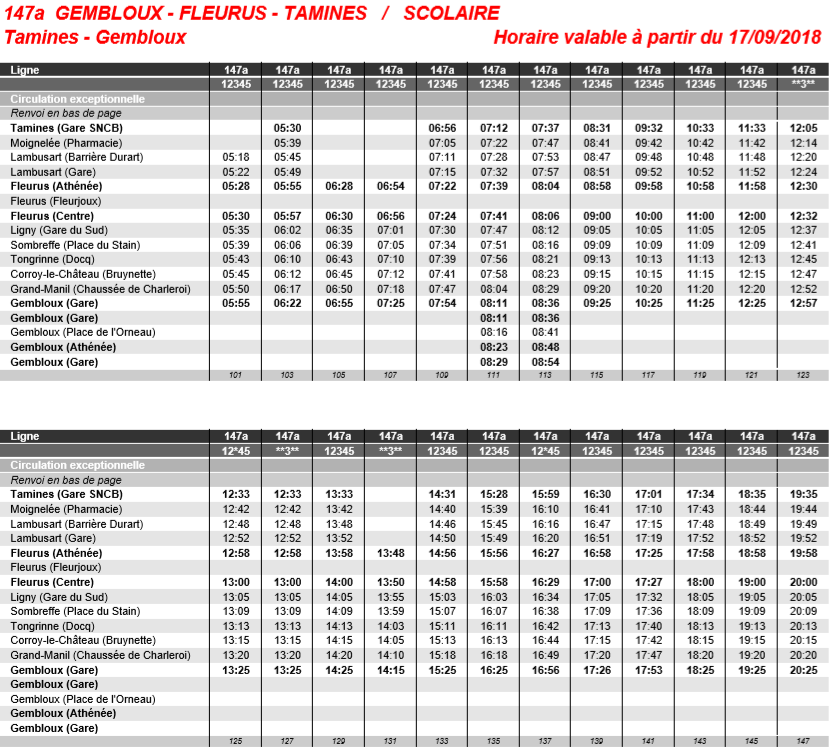 147a GEMBLOUX - FLEURUS - TAMINES / SCOLAIRE
Tamines - Gembloux Horaire valable à partir du 17/09/2018
Ligne 147a 147a 147a 147a 147a 147a 147a 147a 147a 147a 147a 147a
12345 12345 12345 12345 12345 12345 12345 12345 12345 12345 12345 **3**
Circulation exceptionnelle
Renvoi en bas de page
Tamines (Gare SNCB) 05:30 06:56 07:12 07:37 08:31 09:32 10:33 11:33 12:05
Moignelée (Pharmacie) 05:39 07:05 07:22 07:47 08:41 09:42 10:42 11:42 12:14
Lambusart (Barrière Durart) 05:18 05:45 07:11 07:28 07:53 08:47 09:48 10:48 11:48 12:20
Lambusart (Gare) 05:22 05:49 07:15 07:32 07:57 08:51 09:52 10:52 11:52 12:24
Fleurus (Athénée) 05:28 05:55 06:28 06:54 07:22 07:39 08:04 08:58 09:58 10:58 11:58 12:30
Fleurus (Fleurjoux)
Fleurus (Centre) 05:30 05:57 06:30 06:56 07:24 07:41 08:06 09:00 10:00 11:00 12:00 12:32
Ligny (Gare du Sud) 05:35 06:02 06:35 07:01 07:30 07:47 08:12 09:05 10:05 11:05 12:05 12:37
Sombreffe (Place du Stain) 05:39 06:06 06:39 07:05 07:34 07:51 08:16 09:09 10:09 11:09 12:09 12:41
Tongrinne (Docq) 05:43 06:10 06:43 07:10 07:39 07:56 08:21 09:13 10:13 11:13 12:13 12:45
Corroy-le-Château (Bruynette) 05:45 06:12 06:45 07:12 07:41 07:58 08:23 09:15 10:15 11:15 12:15 12:47
Grand-Manil (Chaussée de Charleroi) 05:50 06:17 06:50 07:18 07:47 08:04 08:29 09:20 10:20 11:20 12:20 12:52
Gembloux (Gare) 05:55 06:22 06:55 07:25 07:54 08:11 08:36 09:25 10:25 11:25 12:25 12:57
Gembloux (Gare) 08:11 08:36
Gembloux (Place de l'Orneau) 08:16 08:41
Gembloux (Athénée) 08:23 08:48
Gembloux (Gare) 08:29 08:54
101 103 105 107 109 111 113 115 117 119 121 123
Ligne 147a 147a 147a 147a 147a 147a 147a 147a 147a 147a 147a 147a
12*45 **3** 12345 **3** 12345 12345 12*45 12345 12345 12345 12345 12345
Circulation exceptionnelle
Renvoi en bas de page
Tamines (Gare SNCB) 12:33 12:33 13:33 14:31 15:28 15:59 16:30 17:01 17:34 18:35 19:35
Moignelée (Pharmacie) 12:42 12:42 13:42 14:40 15:39 16:10 16:41 17:10 17:43 18:44 19:44
Lambusart (Barrière Durart) 12:48 12:48 13:48 14:46 15:45 16:16 16:47 17:15 17:48 18:49 19:49
Lambusart (Gare) 12:52 12:52 13:52 14:50 15:49 16:20 16:51 17:19 17:52 18:52 19:52
Fleurus (Athénée) 12:58 12:58 13:58 13:48 14:56 15:56 16:27 16:58 17:25 17:58 18:58 19:58
Fleurus (Fleurjoux)
Fleurus (Centre) 13:00 13:00 14:00 13:50 14:58 15:58 16:29 17:00 17:27 18:00 19:00 20:00
Ligny (Gare du Sud) 13:05 13:05 14:05 13:55 15:03 16:03 16:34 17:05 17:32 18:05 19:05 20:05
Sombreffe (Place du Stain) 13:09 13:09 14:09 13:59 15:07 16:07 16:38 17:09 17:36 18:09 19:09 20:09
Tongrinne (Docq) 13:13 13:13 14:13 14:03 15:11 16:11 16:42 17:13 17:40 18:13 19:13 20:13
Corroy-le-Château (Bruynette) 13:15 13:15 14:15 14:05 15:13 16:13 16:44 17:15 17:42 18:15 19:15 20:15
Grand-Manil (Chaussée de Charleroi) 13:20 13:20 14:20 14:10 15:18 16:18 16:49 17:20 17:47 18:20 19:20 20:20
Gembloux (Gare) 13:25 13:25 14:25 14:15 15:25 16:25 16:56 17:26 17:53 18:25 19:25 20:25
Gembloux (Gare)
Gembloux (Place de l'Orneau)
Gembloux (Athénée)
Gembloux (Gare)
125 127 129 131 133 135 137 139 141 143 145 147